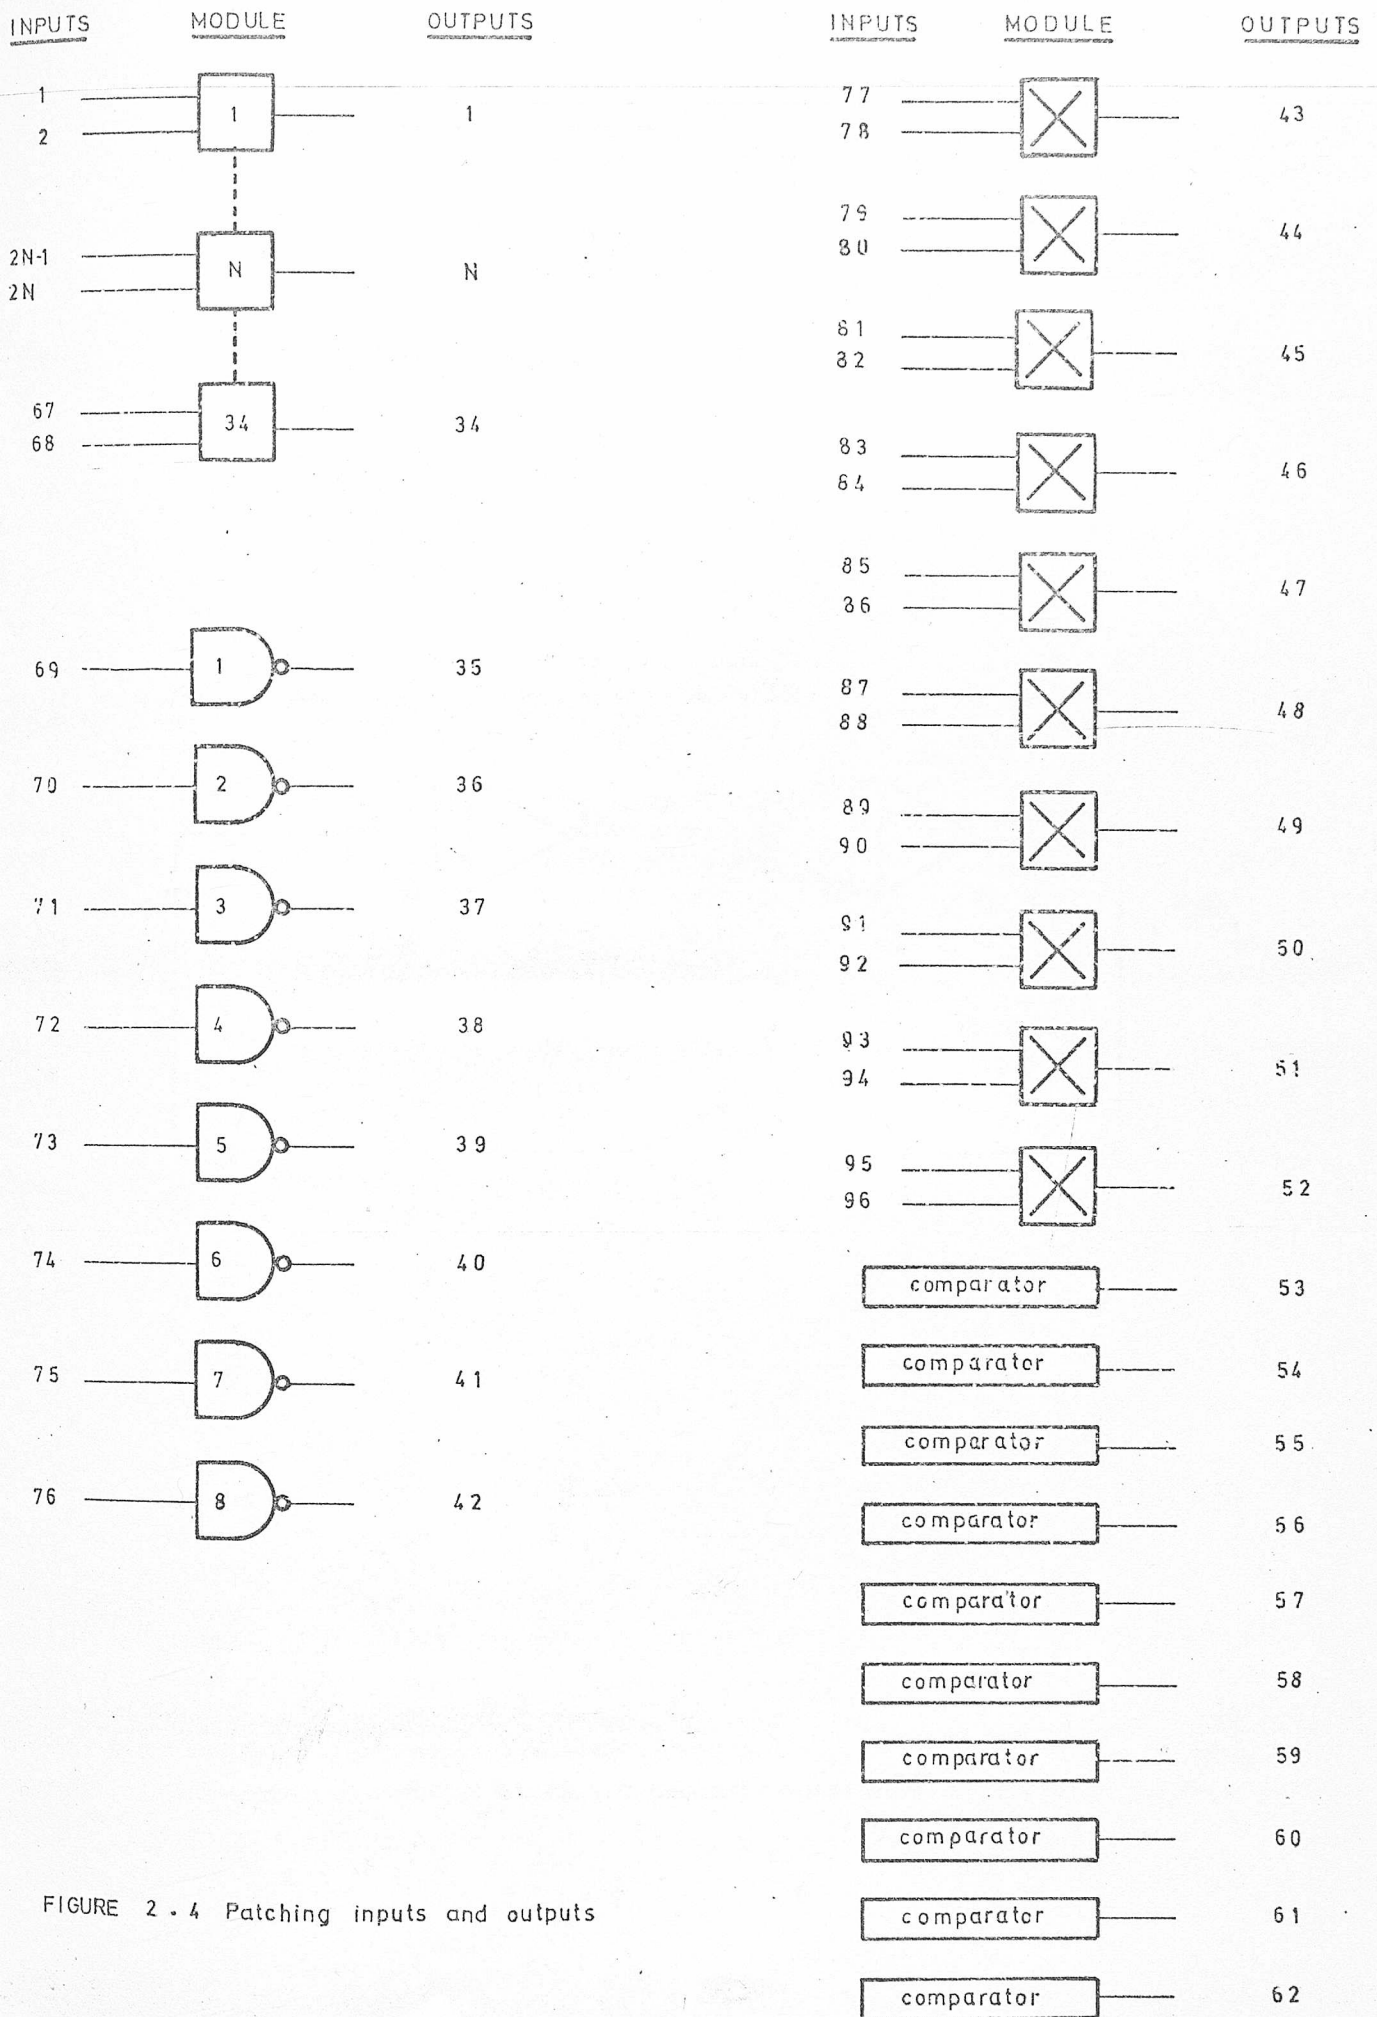 INPUTS MODULE OUTPUTS
1
2
1
1
2N-1
2N
N
N
67
68
34
34
69 1 35
70 2 36
71 3 37
72 4 38
73 5 39
74 6 40
75 7 41
76 8 42
FIGURE 2.4 Patching inputs and outputs
INPUTS MODULE OUTPUTS
77
78
43
79
80
44
81
82
45
83
84
46
85
86
47
87
88
48
89
90
49
91
92
50
93
94
51
95
96
52
comparator 53
comparator 54
comparator 55
comparator 56
comparator 57
comparator 58
comparator 59
comparator 60
comparator 61
comparator 62